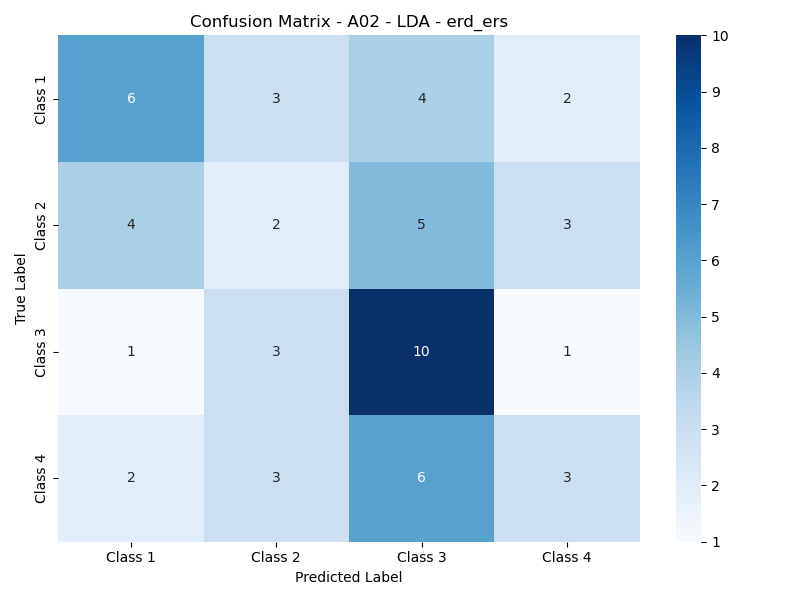 Confusion Matrix - A02 - LDA - erd_ers
True Label
Class 1
6 3 4 2
Class 2
4 2 5 3
Class 3
1 3 10 1
Class 4
2 3 6 3
Class 1 Class 2 Class 3 Class 4
Predicted Label
10
9
8
7
6
5
4
3
2
1